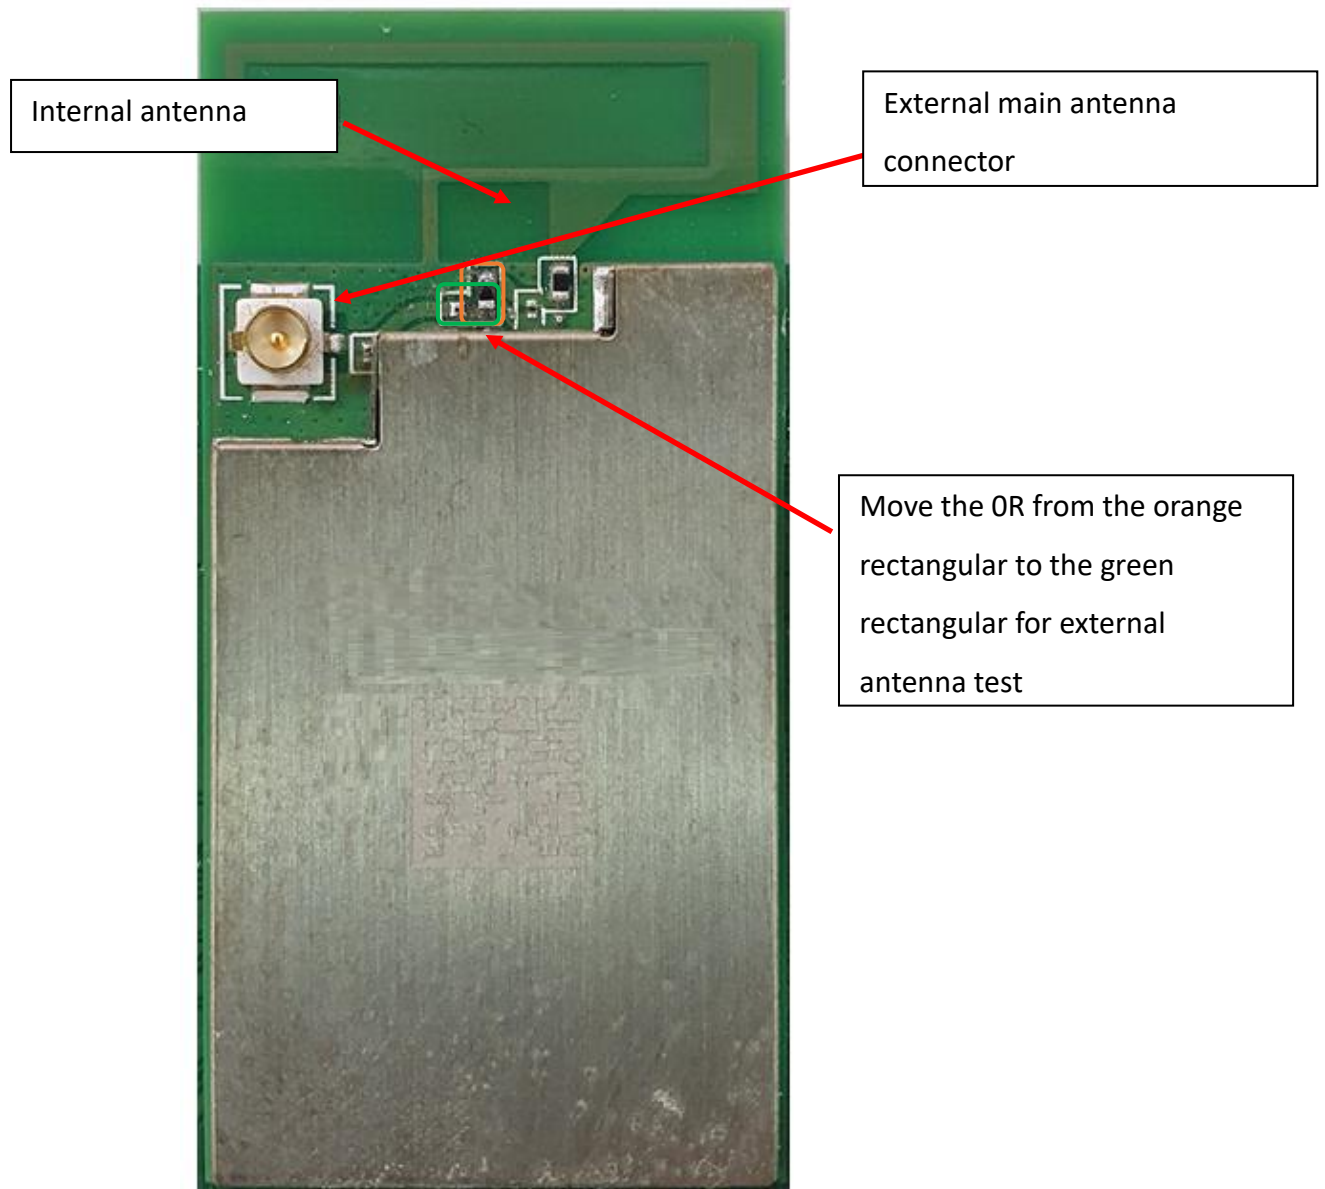 Internal antenna
External main antenna
connector
Move the 0R from the orange
rectangular to the green
rectangular for external
antenna test